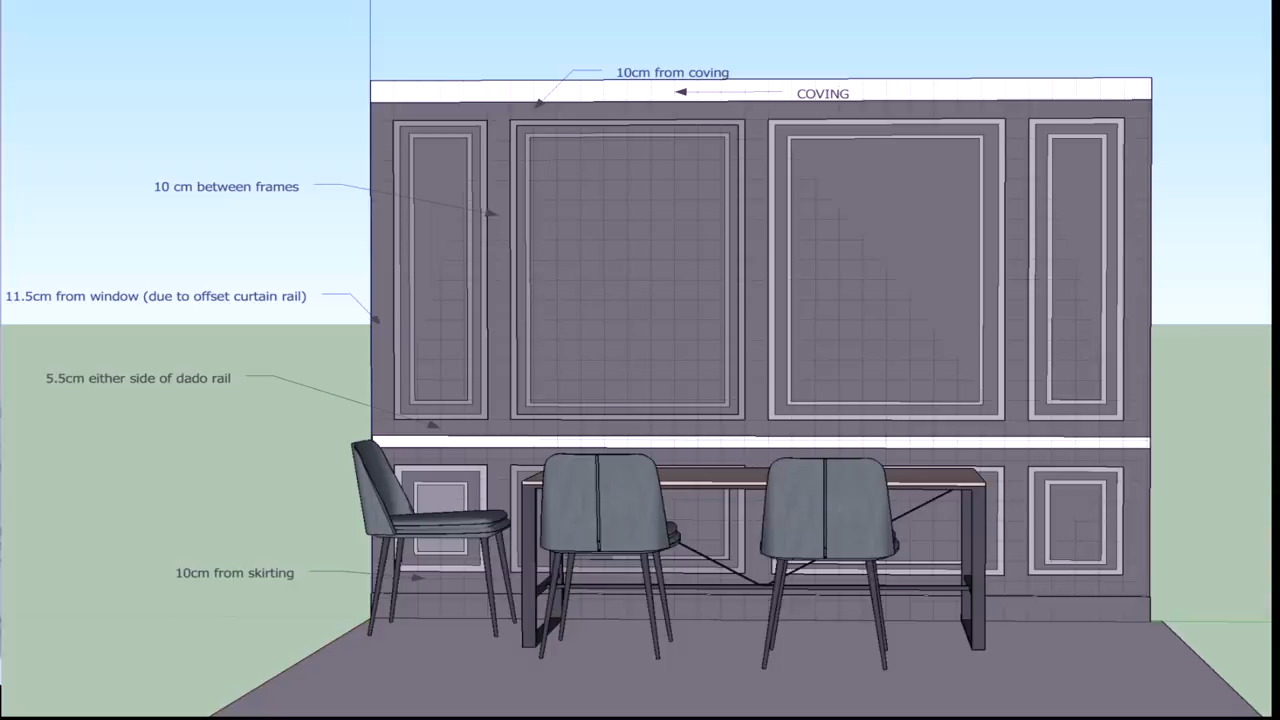 10cm from coving
COVING
10 cm between frames
11.5cm from window (due to offset curtain rail)
5.5cm either side of dado rail
10cm from skirting